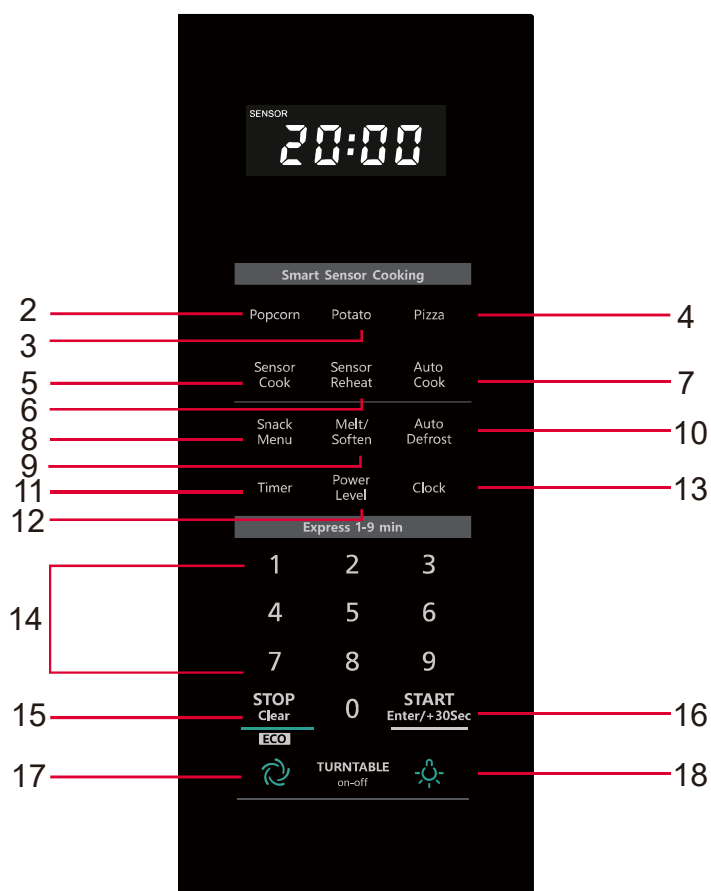 SENSOR
20:00
Smart Sensor Cooking
2 Popcorn Potato Pizza 4
3
5 Sensor Cook Sensor Reheat Auto Cook 7
6
8 Snack Menu Melt/ Soften Auto Defrost 10
9
11 Timer Power Level Clock 13
12
Express 1-9 min
1 2 3
14
4 5 6
7 8 9
15 STOP Clear 0 START Enter/+30Sec 16
ECO
17 TURNTABLE on-off 18